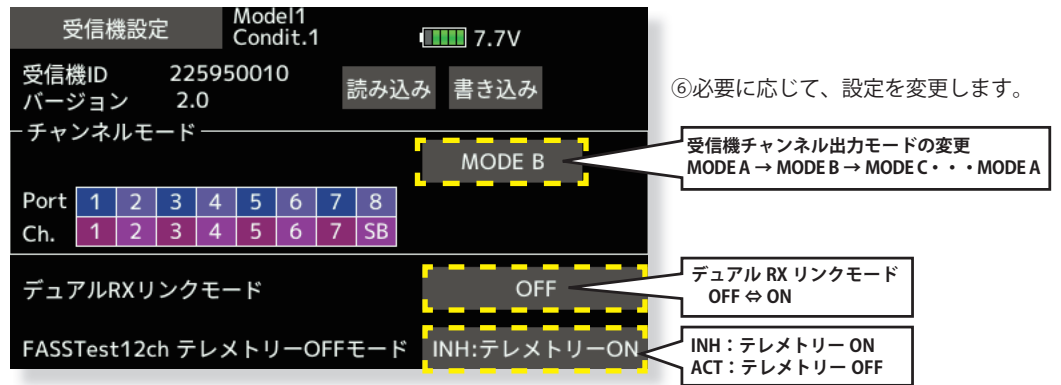 受信機設定
Model1
Condit.1
7.7V
受信機ID 225950010
バージョン 2.0
読み込み 書き込み
チャンネルモード
MODE B
Port 1 2 3 4 5 6 7 8
Ch. 1 2 3 4 5 6 7 SB
デュアルRXリンクモード OFF
FASSTest12ch テレメトリーOFFモード INH:テレメトリーON
⑥必要に応じて、設定を変更します。
受信機チャンネル出力モードの変更
MODE A → MODE B → MODE C・・・MODE A
デュアル RX リンクモード
OFF ⇔ ON
INH：テレメトリー ON
ACT：テレメトリー OFF